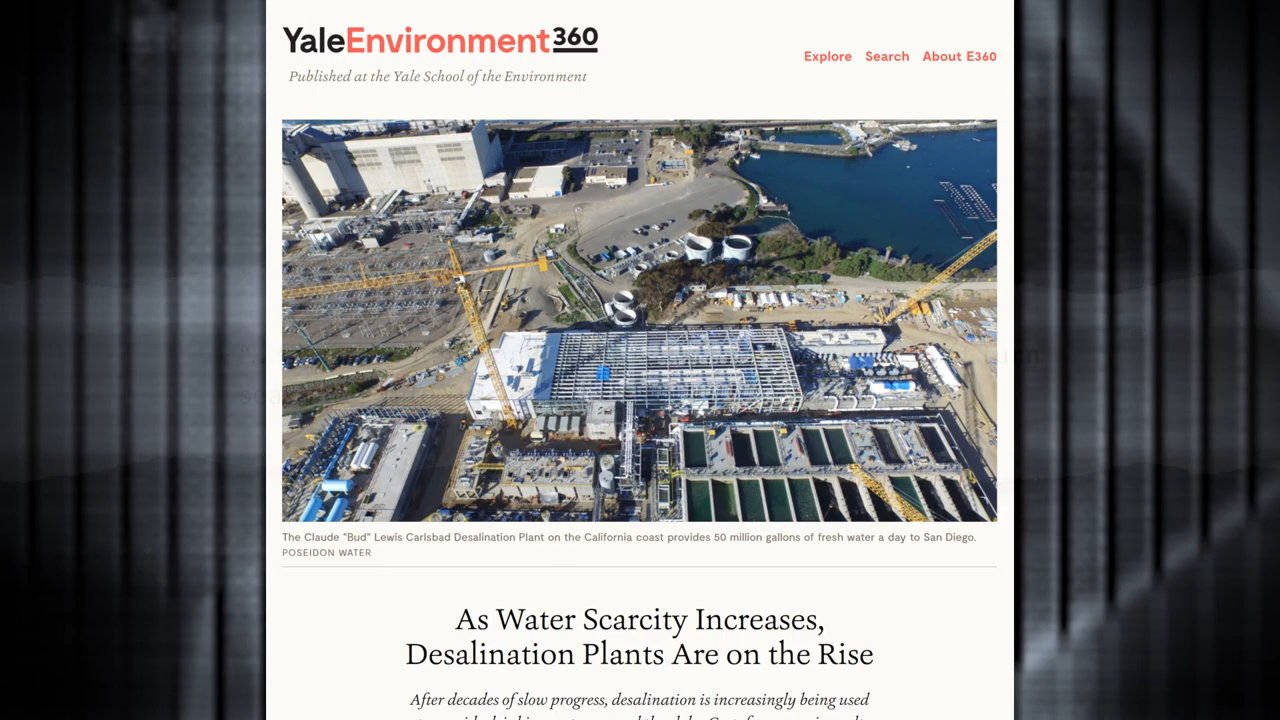 YaleEnvironment360
Published at the Yale School of the Environment
Explore Search About E360
The Claude "Bud" Lewis Carlsbad Desalination Plant on the California coast provides 50 million gallons of fresh water a day to San Diego.
POSEIDON WATER
As Water Scarcity Increases,
Desalination Plants Are on the Rise
After decades of slow progress, desalination is increasingly being used